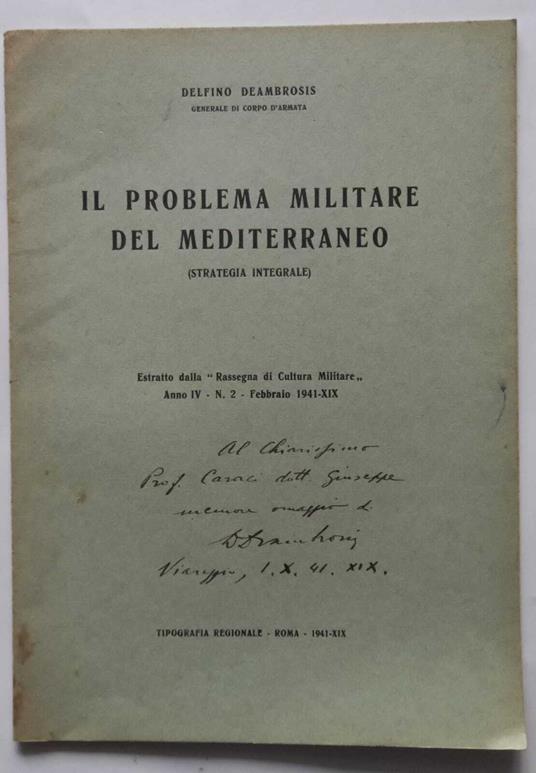 DELFINO DEAMBROSIS
GENERALE DI CORPO D'ARMATA
IL PROBLEMA MILITARE
DEL MEDITERRANEO
(STRATEGIA INTEGRALE)
Estratto dalla “ Rassegna di Cultura Militare „
Anno IV - N. 2 - Febbraio 1941-XIX
Al Chiarissimo
Prof. Caraci dott. Giuseppe
memore omaggio di
DDeambrosis
Viareggio, 1. X. 41. XIX.
TIPOGRAFIA REGIONALE - ROMA - 1941-XIX